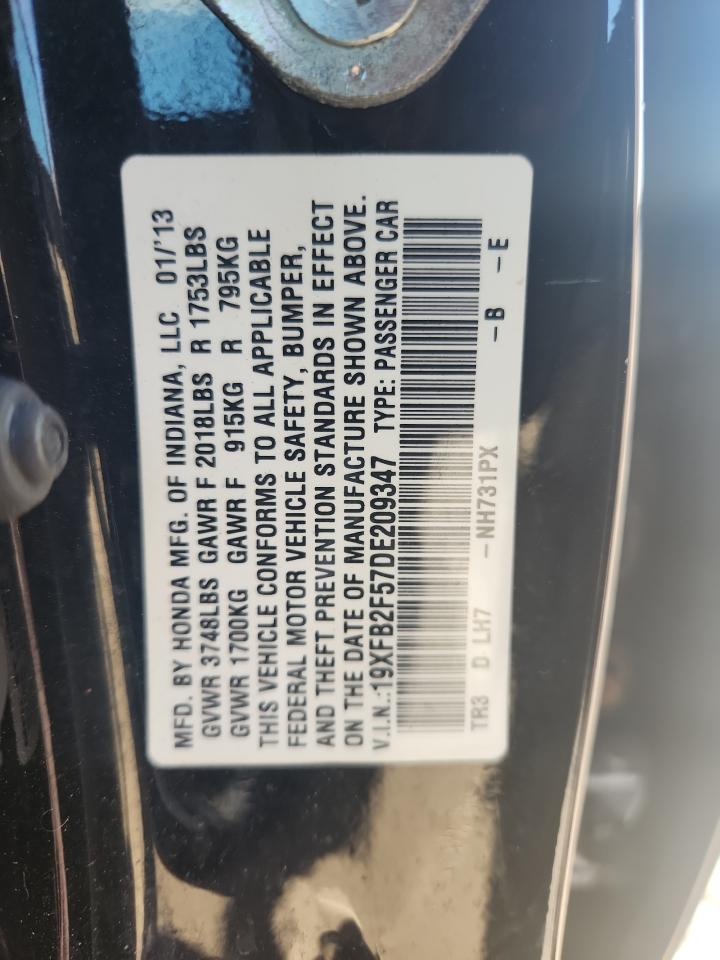 MFD. BY HONDA MFG. OF INDIANA, LLC 01/'13
GVWR 3748LBS GAWR F 2018LBS R 1753LBS
GVWR 1700KG GAWR F 915KG R 795KG
THIS VEHICLE CONFORMS TO ALL APPLICABLE
FEDERAL MOTOR VEHICLE SAFETY, BUMPER,
AND THEFT PREVENTION STANDARDS IN EFFECT
ON THE DATE OF MANUFACTURE SHOWN ABOVE.
V.I.N.:19XFB2F57DE209347 TYPE: PASSENGER CAR
TR3 D LH7 -NH731PX -B -E